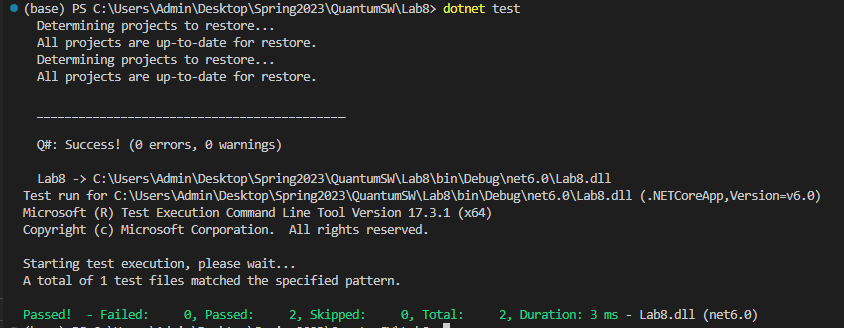 (base) PS C:\Users\Admin\Desktop\Spring2023\QuantumSW\Lab8> dotnet test
Determining projects to restore...
All projects are up-to-date for restore.
Determining projects to restore...
All projects are up-to-date for restore.
____________________________________________
Q#: Success! (0 errors, 0 warnings)
Lab8 -> C:\Users\Admin\Desktop\Spring2023\QuantumSW\Lab8\bin\Debug\net6.0\Lab8.dll
Test run for C:\Users\Admin\Desktop\Spring2023\QuantumSW\Lab8\bin\Debug\net6.0\Lab8.dll (.NETCoreApp,Version=v6.0)
Microsoft (R) Test Execution Command Line Tool Version 17.3.1 (x64)
Copyright (c) Microsoft Corporation.  All rights reserved.
Starting test execution, please wait...
A total of 1 test files matched the specified pattern.
Passed!  - Failed:     0, Passed:     2, Skipped:     0, Total:     2, Duration: 3 ms - Lab8.dll (net6.0)